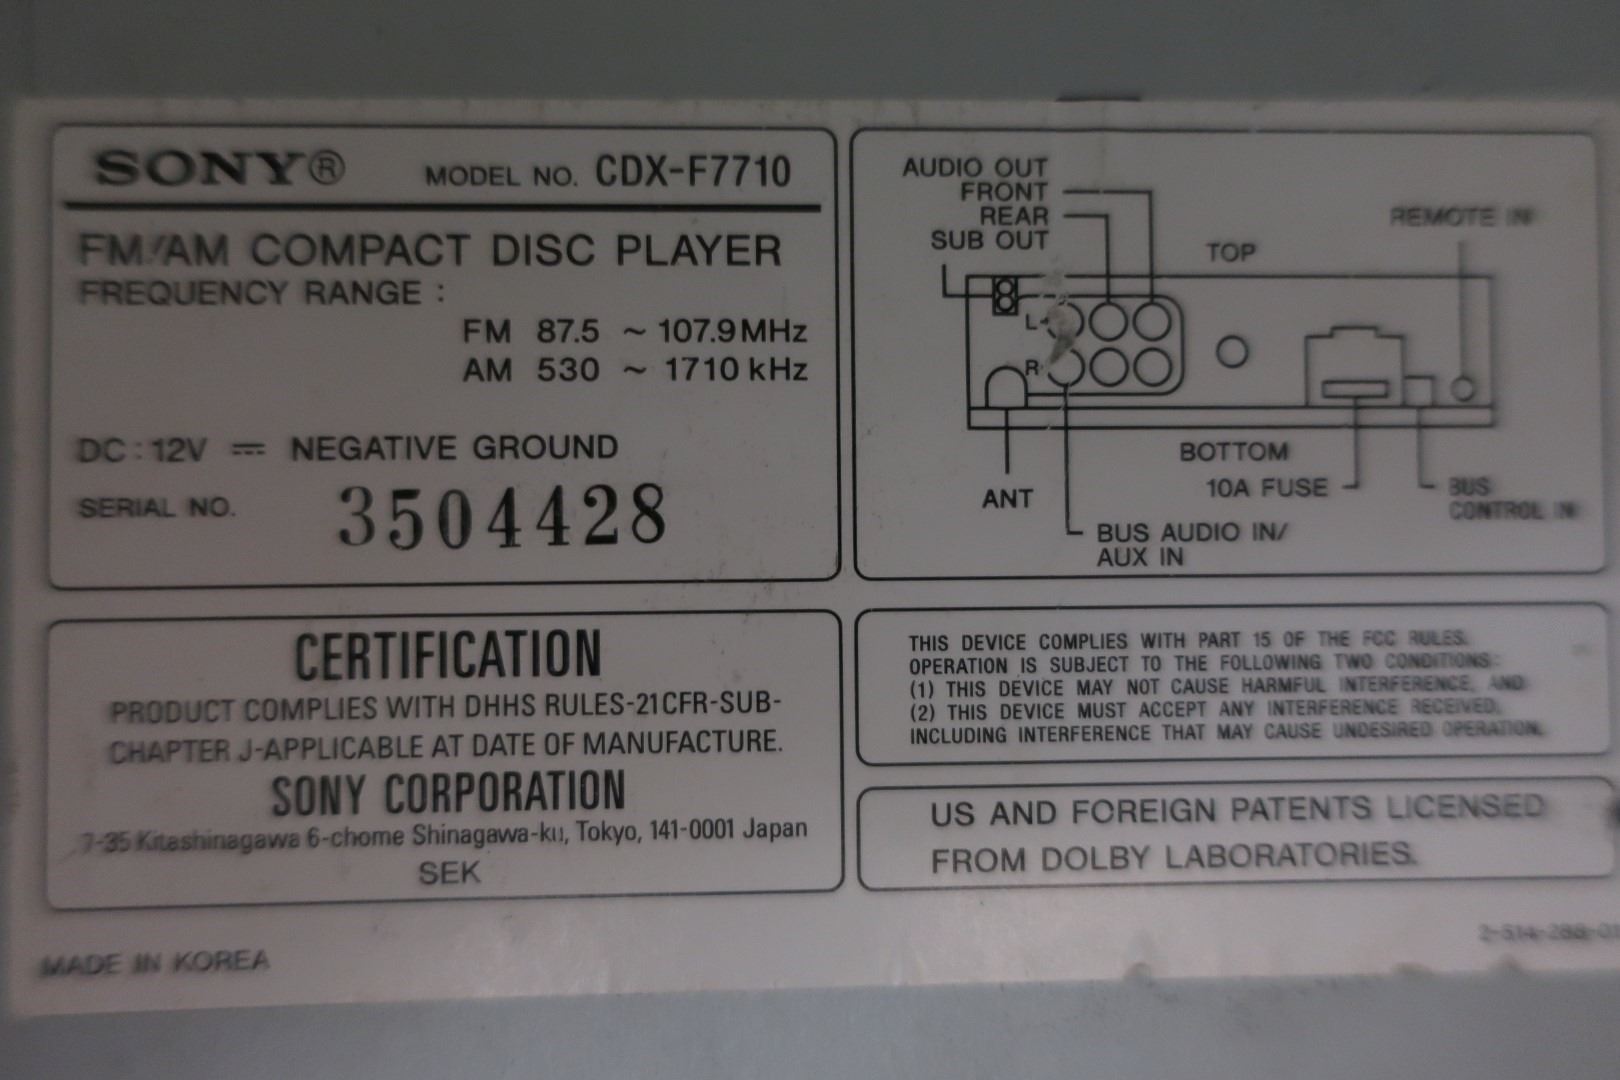 SONY® MODEL NO. CDX-F7710
FM/AM COMPACT DISC PLAYER
FREQUENCY RANGE :
FM 87.5 ~ 107.9MHz
AM 530 ~ 1710 kHz
DC : 12V ⎓ NEGATIVE GROUND
SERIAL NO. 3504428
AUDIO OUT
FRONT
REAR
SUB OUT
TOP
REMOTE IN
L
R
ANT
BOTTOM
10A FUSE
BUS
CONTROL IN
BUS AUDIO IN/
AUX IN
CERTIFICATION
PRODUCT COMPLIES WITH DHHS RULES-21CFR-SUB-
CHAPTER J-APPLICABLE AT DATE OF MANUFACTURE.
SONY CORPORATION
7-35 Kitashinagawa 6-chome Shinagawa-ku, Tokyo, 141-0001 Japan
SEK
THIS DEVICE COMPLIES WITH PART 15 OF THE FCC RULES.
OPERATION IS SUBJECT TO THE FOLLOWING TWO CONDITIONS:
(1) THIS DEVICE MAY NOT CAUSE HARMFUL INTERFERENCE, AND
(2) THIS DEVICE MUST ACCEPT ANY INTERFERENCE RECEIVED,
INCLUDING INTERFERENCE THAT MAY CAUSE UNDESIRED OPERATION.
US AND FOREIGN PATENTS LICENSED
FROM DOLBY LABORATORIES.
MADE IN KOREA